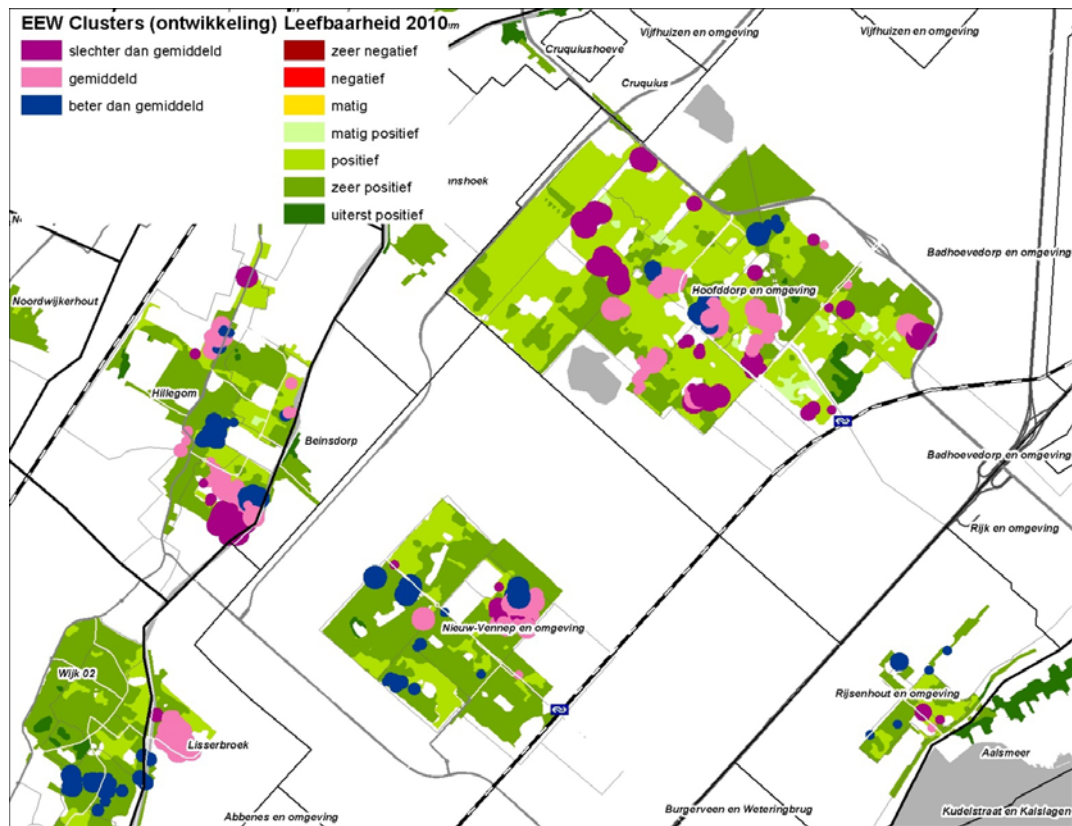 EEW Clusters (ontwikkeling)
slechter dan gemiddeld
gemiddeld
beter dan gemiddeld
Leefbaarheid 2010
zeer negatief
negatief
matig
matig positief
positief
zeer positief
uiterst positief
Cruquiushoeve
Vijfhuizen en omgeving
Vijfhuizen en omgeving
Cruquius
nshoek
Badhoevedorp en omgeving
Noordwijkerhout
Hoofddorp en omgeving
Hillegom
Beinsdorp
Badhoevedorp en omgeving
Rijk en omgeving
Nieuw-Vennep en omgeving
Wijk 02
Rijsenhout en omgeving
Lisserbroek
Aalsmeer
Abbenes en omgeving
Burgerveen en Weteringbrug
Kudelstraat en Kalslagen